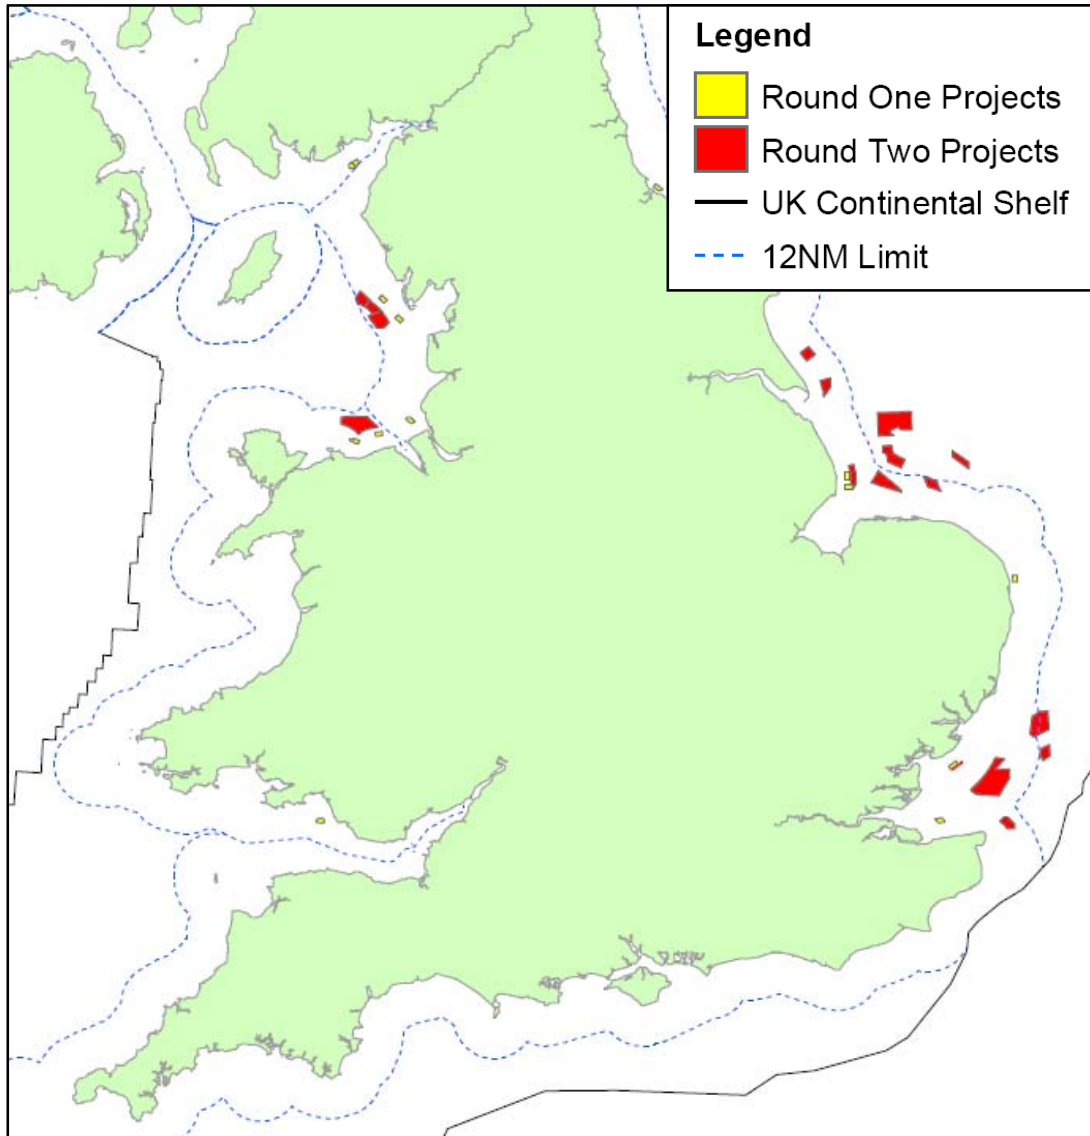 Legend
Round One Projects
Round Two Projects
UK Continental Shelf
12NM Limit